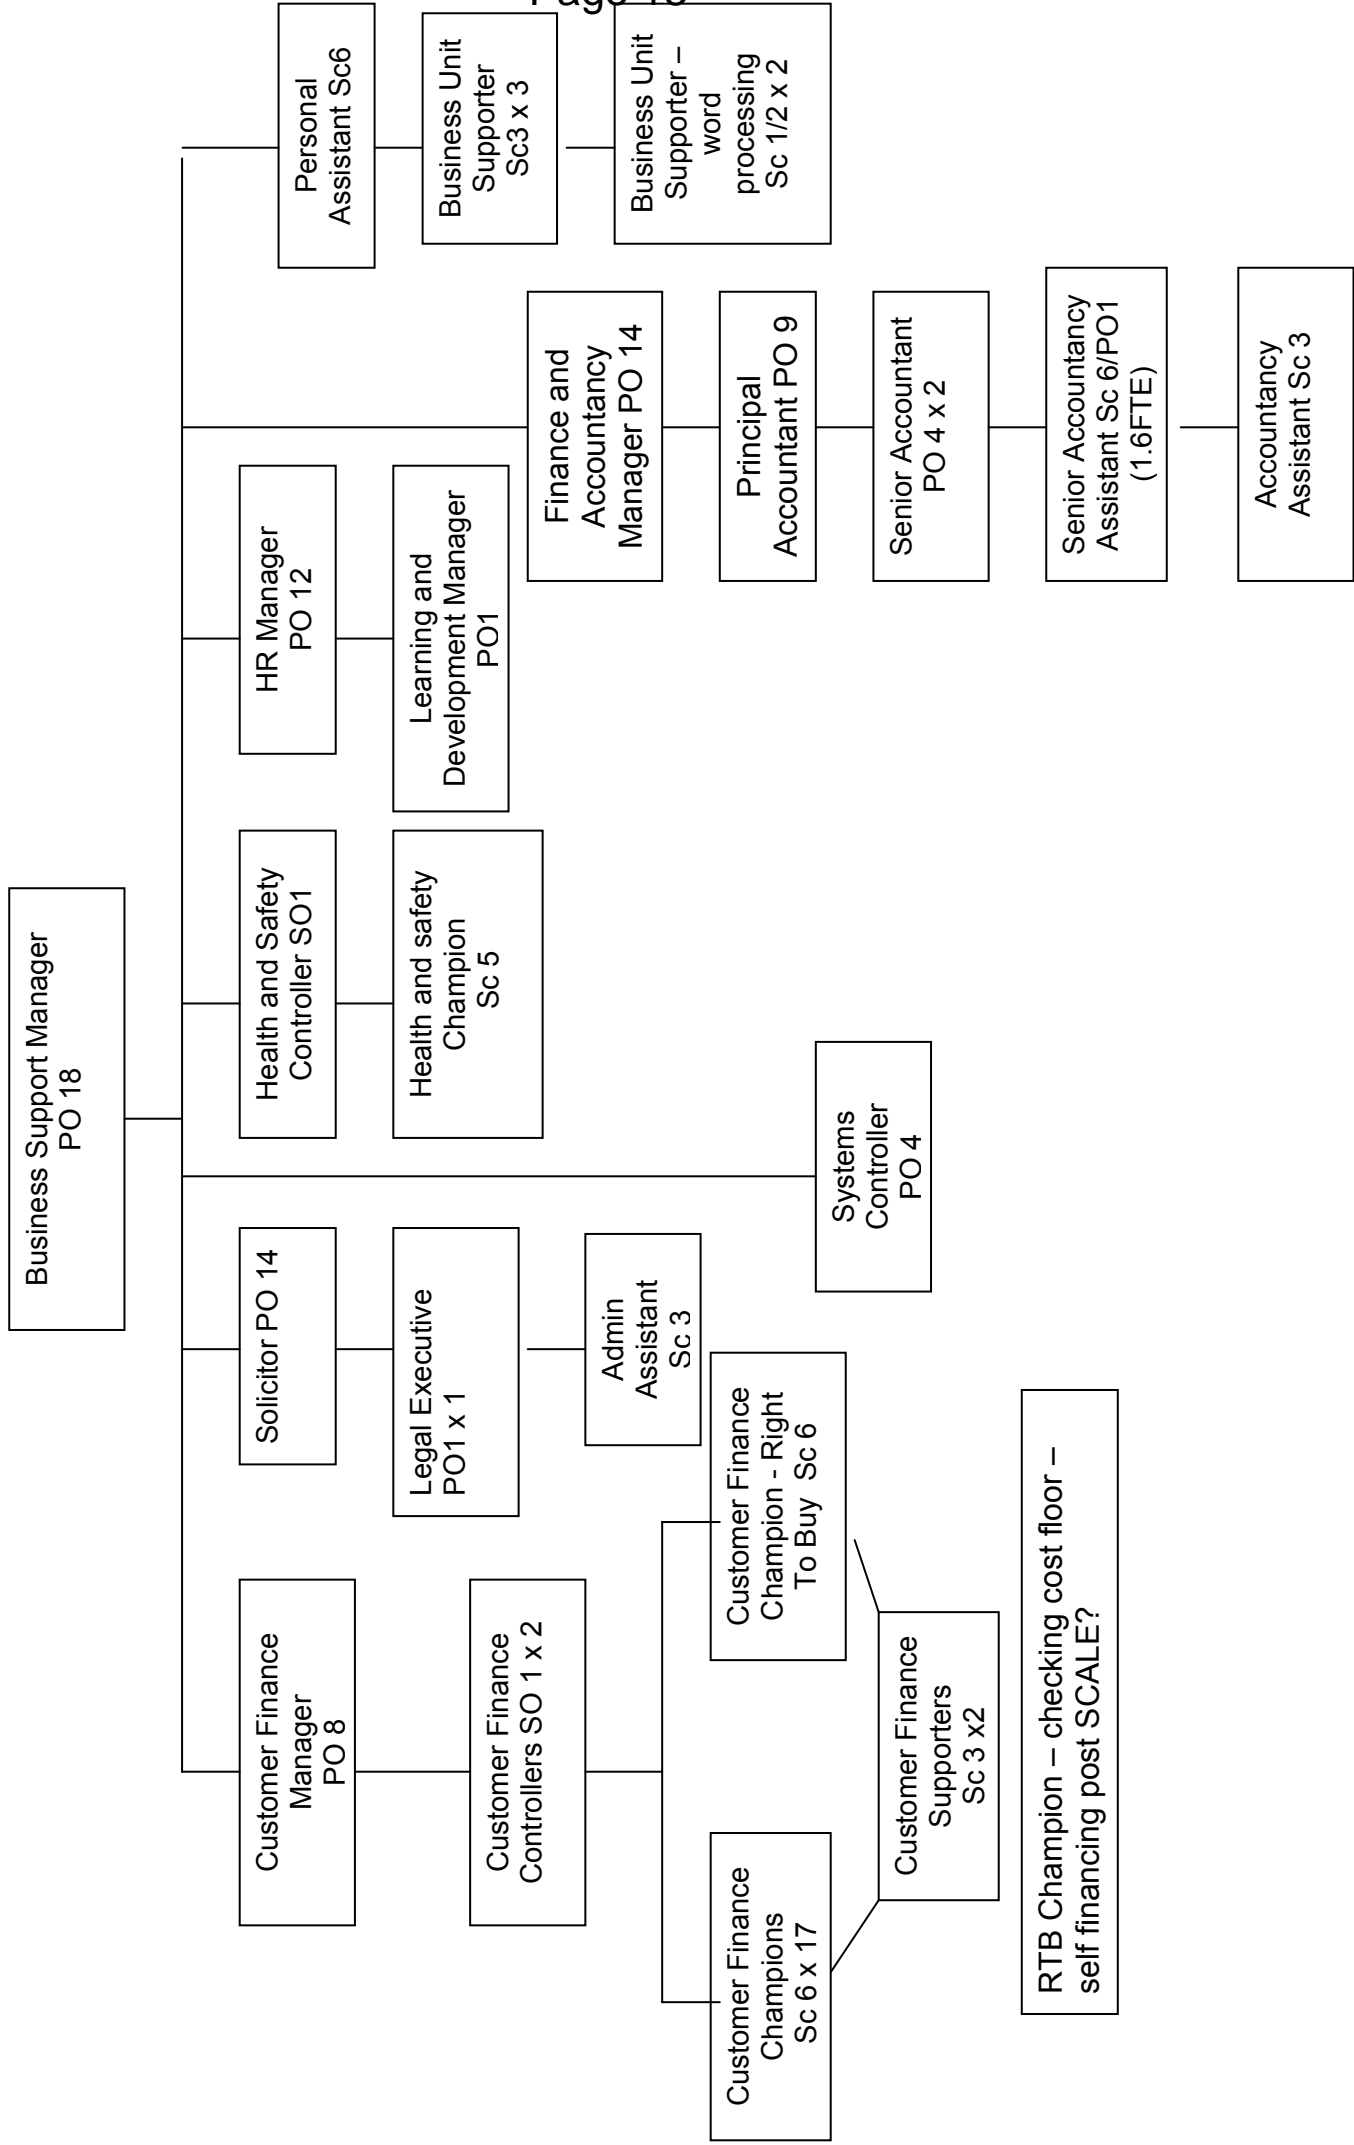 Business Support Manager
PO 18
Customer Finance
Manager
PO 8
Customer Finance
Controllers SO 1 x 2
Customer Finance
Champions
Sc 6 x 17
Customer Finance
Champion - Right
To Buy Sc 6
Customer Finance
Supporters
Sc 3 x2
RTB Champion – checking cost floor –
self financing post SCALE?
Solicitor PO 14
Legal Executive
PO1 x 1
Admin
Assistant
Sc 3
Systems
Controller
PO 4
Health and Safety
Controller SO1
Health and safety
Champion
Sc 5
HR Manager
PO 12
Learning and
Development Manager
PO1
Finance and
Accountancy
Manager PO 14
Principal
Accountant PO 9
Senior Accountant
PO 4 x 2
Senior Accountancy
Assistant Sc 6/PO1
(1.6FTE)
Accountancy
Assistant Sc 3
Personal
Assistant Sc6
Business Unit
Supporter
Sc3 x 3
Business Unit
Supporter –
word
processing
Sc 1/2 x 2
Page